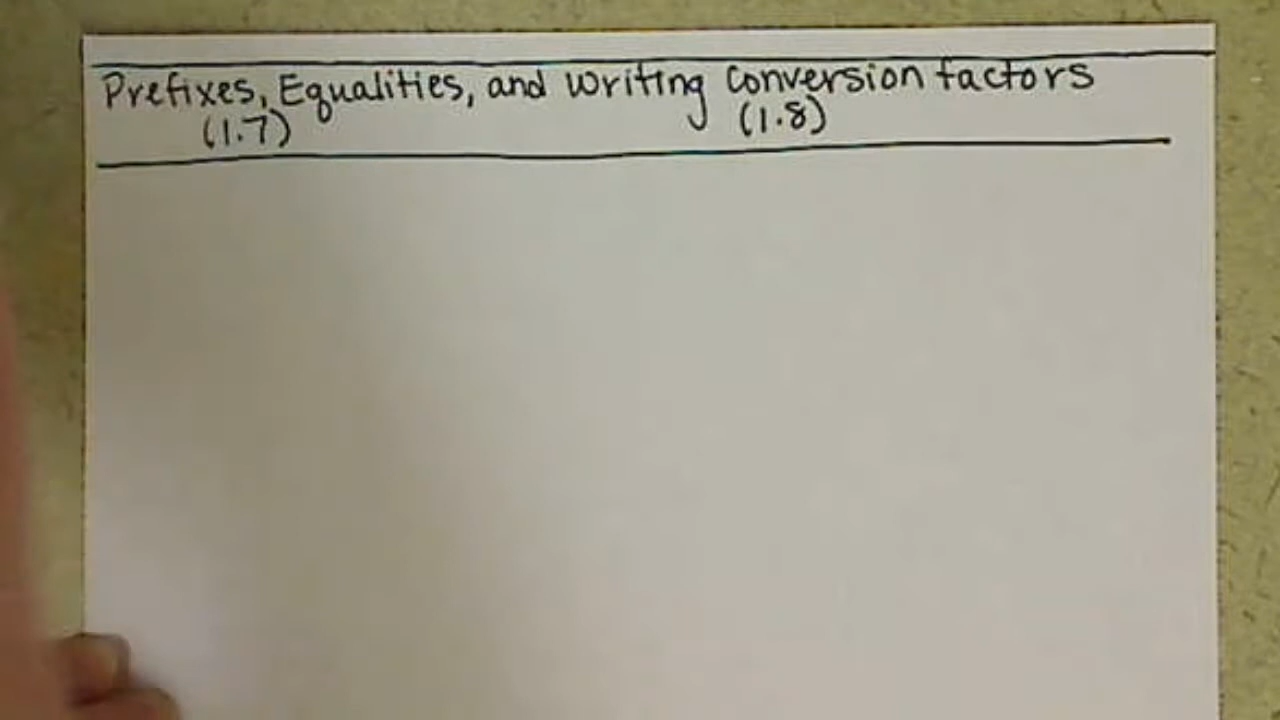 Prefixes, Equalities, and writing conversion factors
(1.7) (1.8)